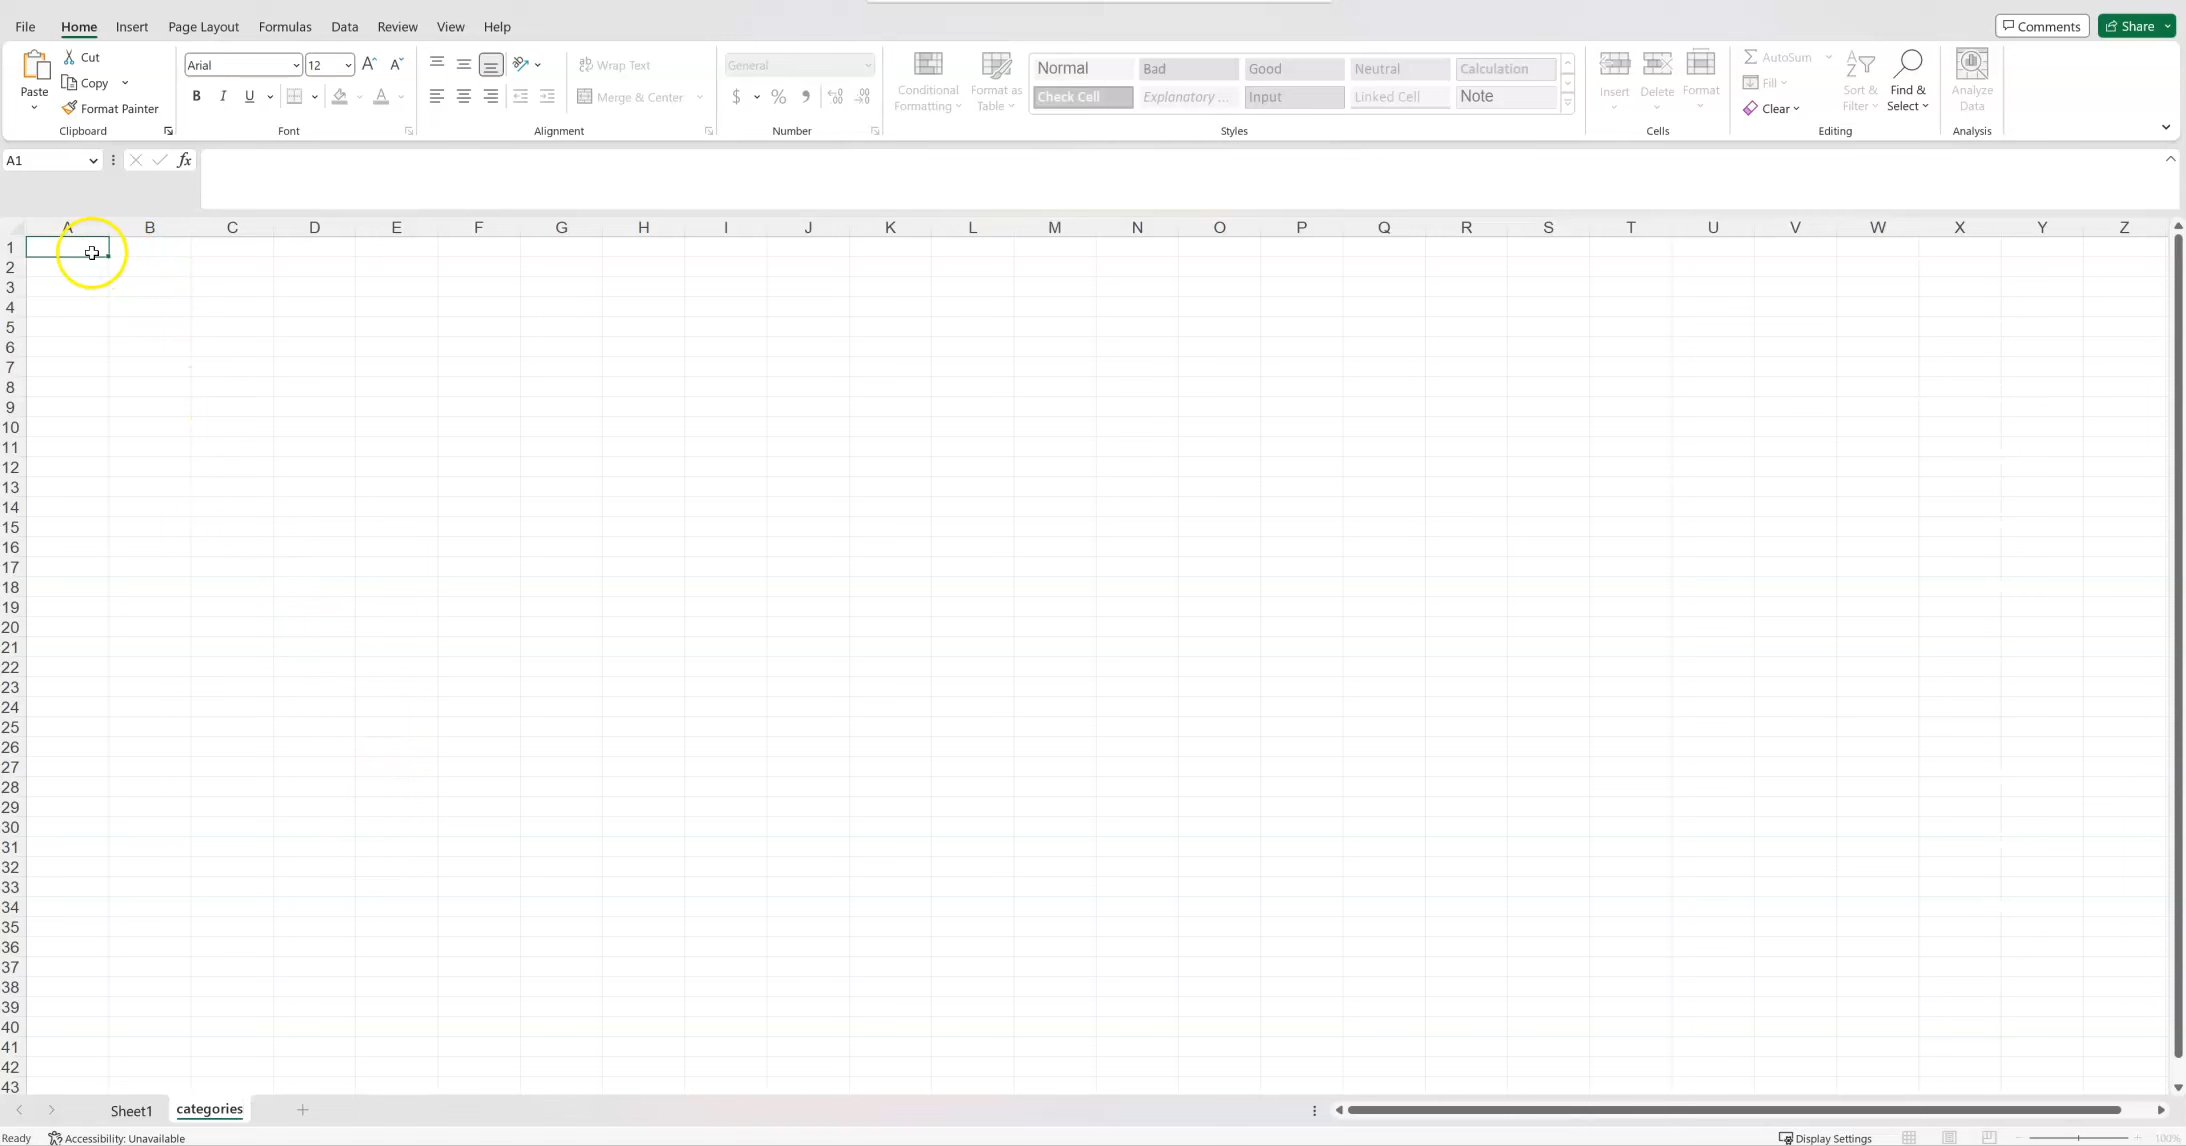 File Home Insert Page Layout Formulas Data Review View Help Comments Share
Paste Cut Copy Format Painter Clipboard
Arial 12 B I U Font
Wrap Text Merge & Center Alignment
General $ % Number
Conditional Formatting Format as Table
Normal Bad Good Neutral Calculation
Check Cell Explanatory ... Input Linked Cell Note
Styles
Insert Delete Format Cells
AutoSum Fill Clear Sort & Filter Find & Select Editing
Analyze Data Analysis
A1 fx
A B C D E F G H I J K L M N O P Q R S T U V W X Y Z
1
2
3
4
5
6
7
8
9
10
11
12
13
14
15
16
17
18
19
20
21
22
23
24
25
26
27
28
29
30
31
32
33
34
35
36
37
38
39
40
41
42
43
Sheet1 categories
Ready Accessibility: Unavailable Display Settings 100%